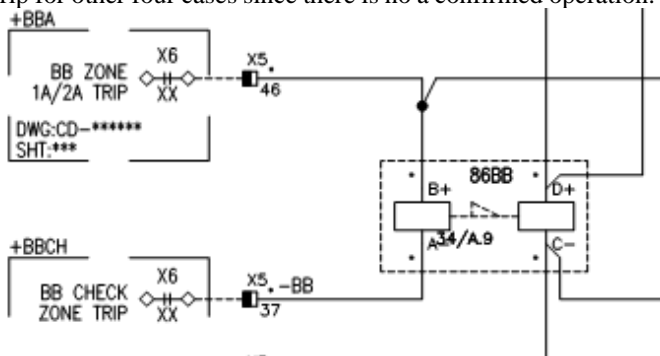 rip for other four cases since there is no a confirmed operation.
+BBA
BB ZONE
1A/2A TRIP
X6
XX
X5.
46
DWG:CD-******
SHT:***
86BB
B+
D+
A
34/A.9
C-
+BBCH
BB CHECK
ZONE TRIP
X6
XX
X5.
-BB
37